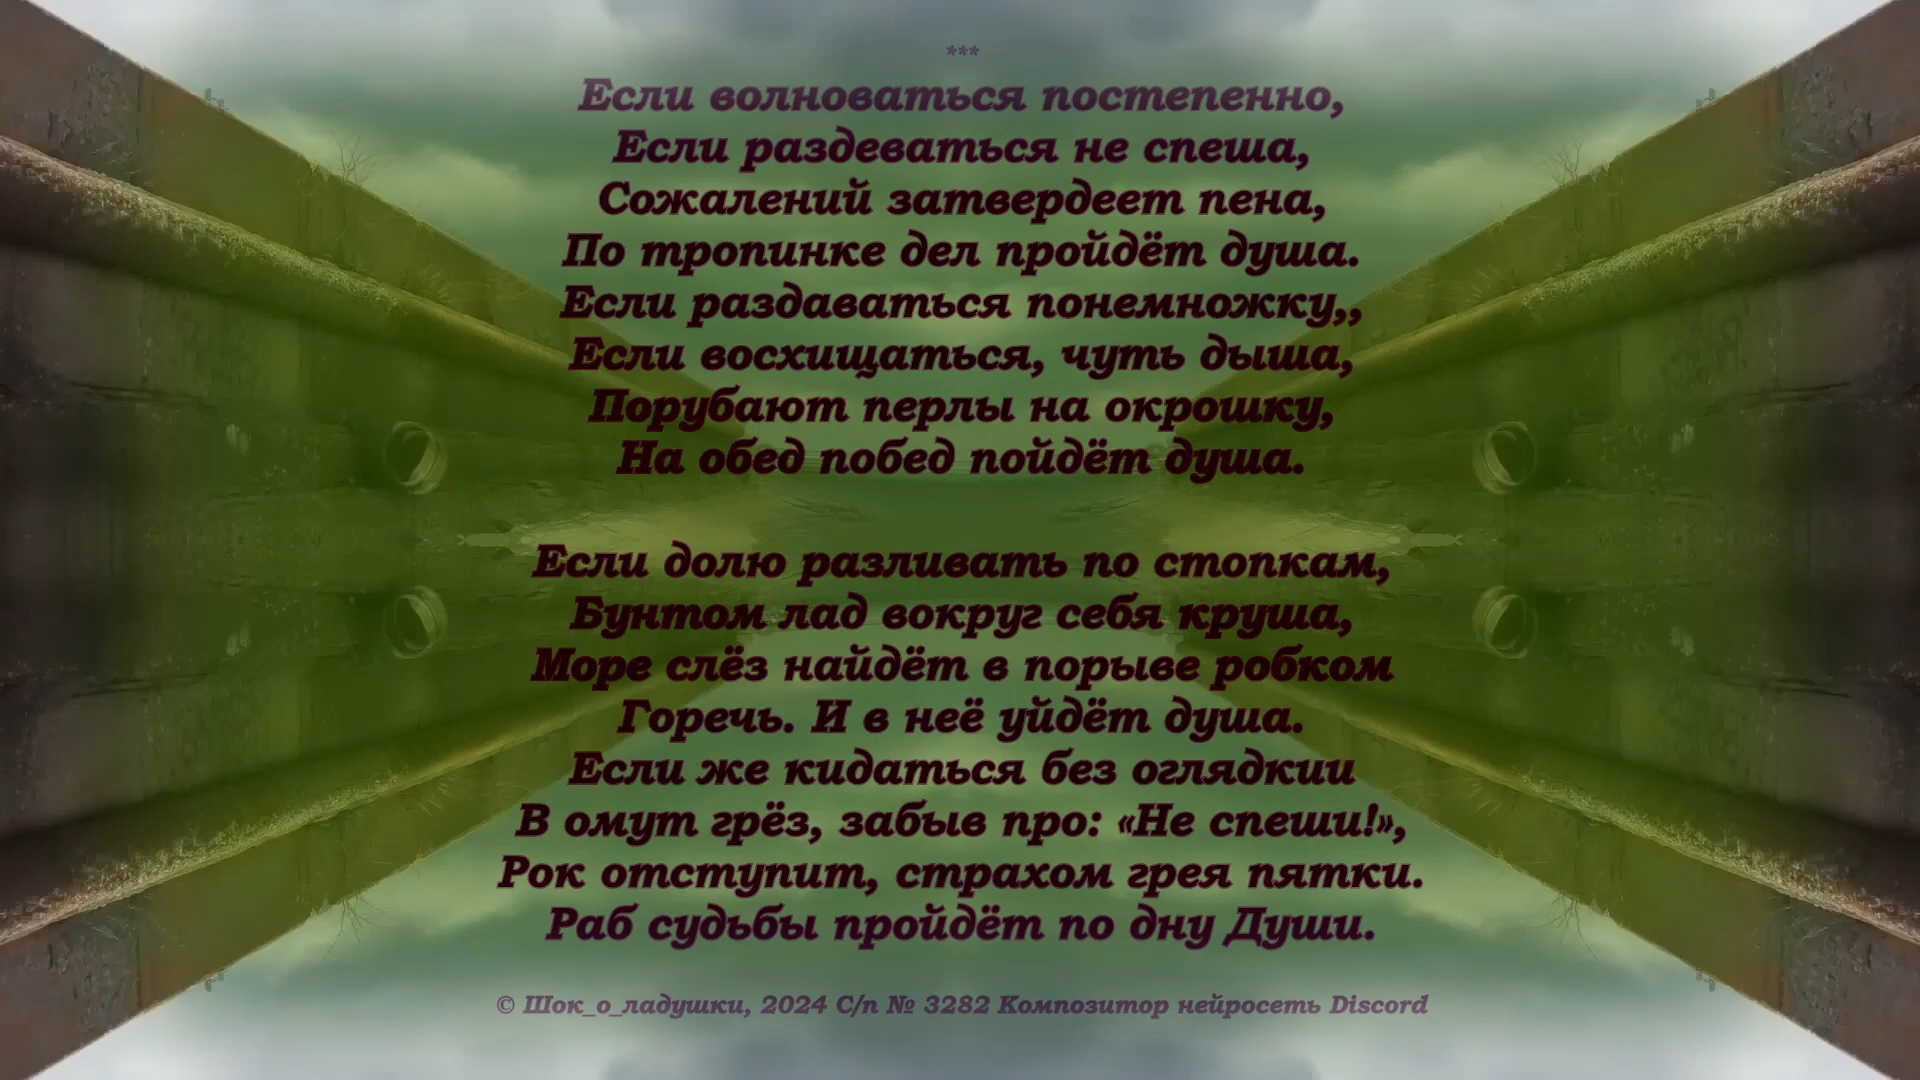 ***
Если волноваться постепенно,
Если раздеваться не спеша,
Сожалений затвердеет пена,
По тропинке дел пройдёт душа.
Если раздаваться понемножку,,
Если восхищаться, чуть дыша,
Порубают перлы на окрошку,
На обед побед пойдёт душа.
Если долю разливать по стопкам,
Бунтом лад вокруг себя круша,
Море слёз найдёт в порыве робком
Горечь. И в неё уйдёт душа.
Если же кидаться без оглядкии
В омут грёз, забыв про: «Не спеши!»,
Рок отступит, страхом грея пятки.
Раб судьбы пройдёт по дну Души.
© Шок_о_ладушки, 2024 С/п № 3282 Композитор нейросеть Discord